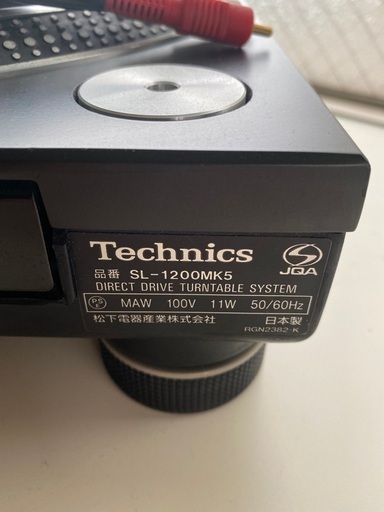 Technics
品番 SL-1200MK5
JQA
DIRECT DRIVE TURNTABLE SYSTEM
PS E MAW 100V 11W 50/60Hz
松下電器産業株式会社 日本製
RGN2382-K